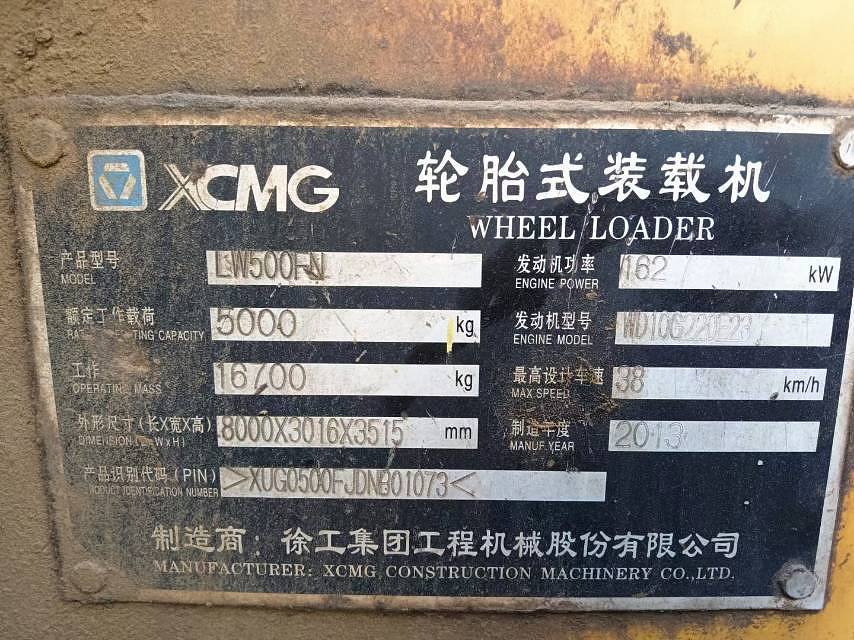 XCMG 轮胎式装载机
WHEEL LOADER
产品型号 LW500FN 发动机功率 162 kW
MODEL ENGINE POWER
额定工作载荷 5000 kg 发动机型号 WD10G220E23
CAPACITY ENGINE MODEL
工作 16700 kg 最高设计车速 38 km/h
OPERATING MASS MAX SPEED
外形尺寸(长X宽X高) 8000X3016X3515 mm 制造年度 2013
DIMENSION MANUF.YEAR
产品识别代码(PIN) >XUG0500FJDNB01073<
PRODUCT IDENTIFICATION NUMBER
制造商: 徐工集团工程机械股份有限公司
MANUFACTURER: XCMG CONSTRUCTION MACHINERY CO.,LTD.